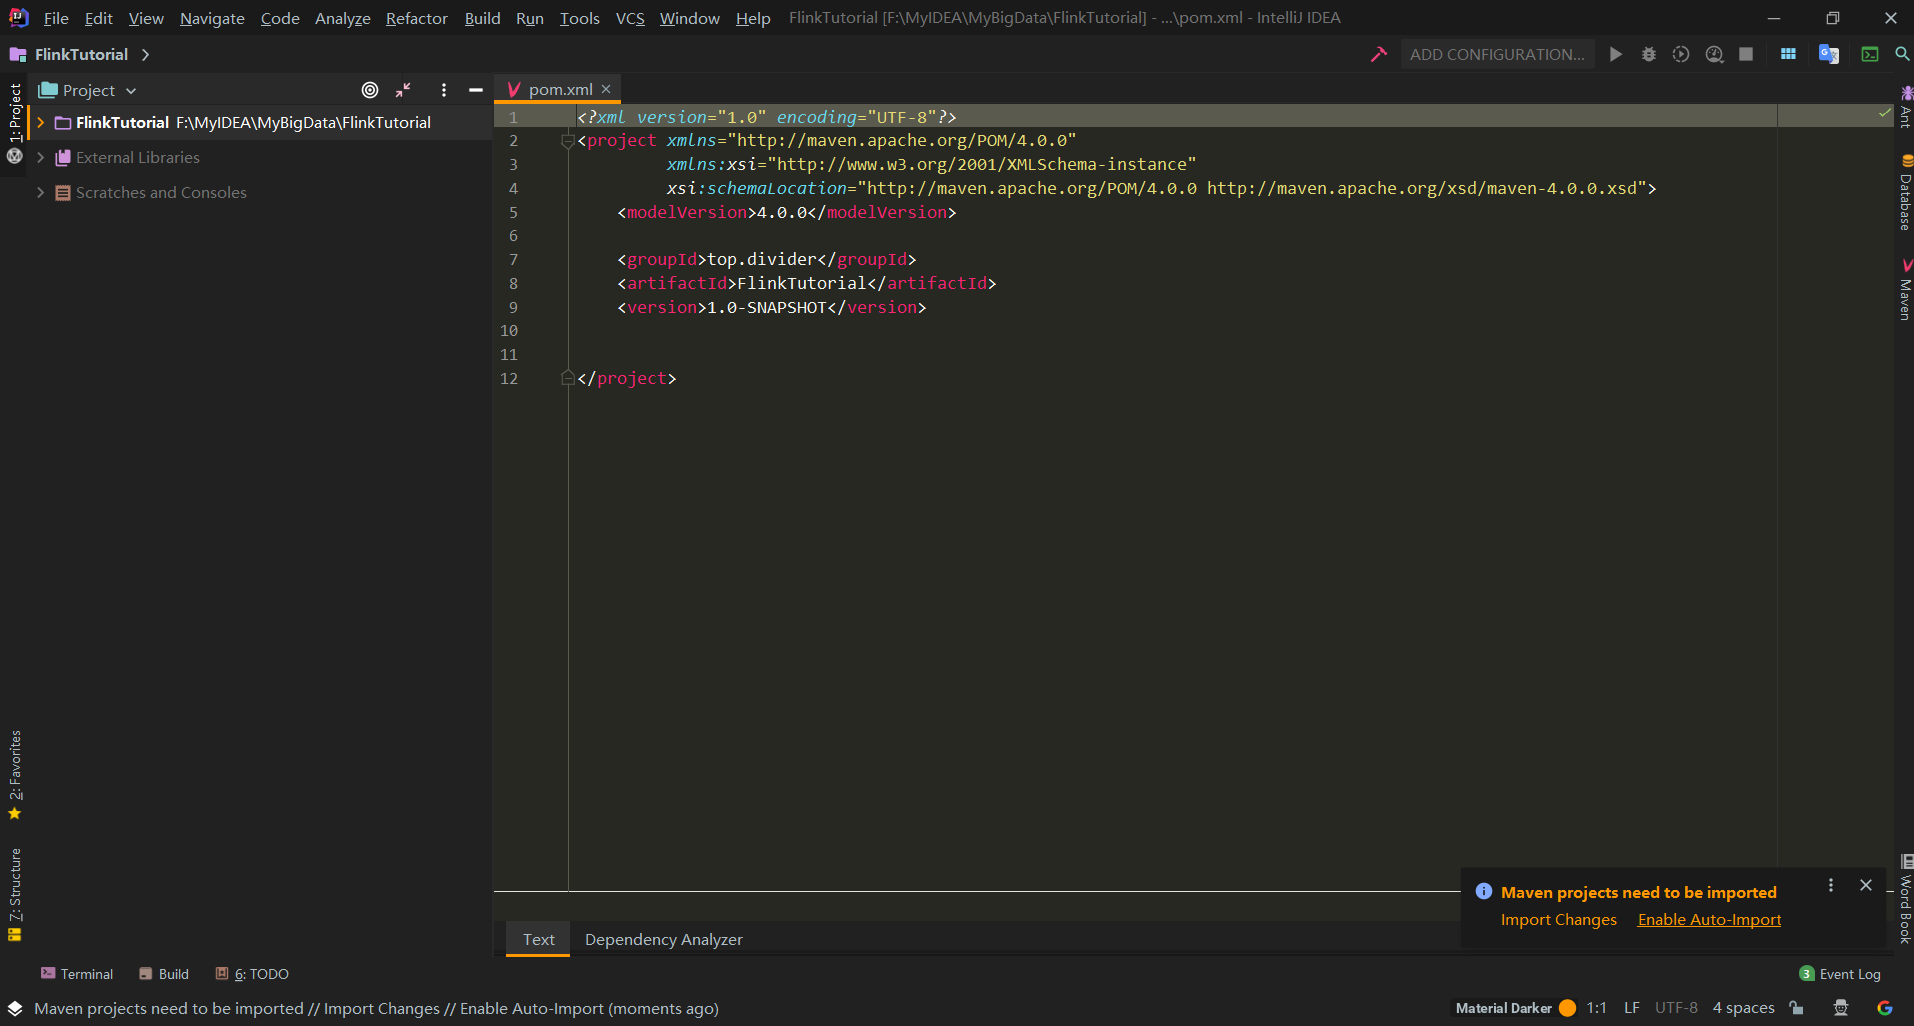 File Edit View Navigate Code Analyze Refactor Build Run Tools VCS Window Help FlinkTutorial [F:\MyIDEA\MyBigData\FlinkTutorial] - ...\pom.xml - IntelliJ IDEA
FlinkTutorial
ADD CONFIGURATION...
1: Project
Project
FlinkTutorial F:\MyIDEA\MyBigData\FlinkTutorial
External Libraries
Scratches and Consoles
2: Favorites
7: Structure
pom.xml
1 <?xml version="1.0" encoding="UTF-8"?>
2 <project xmlns="http://maven.apache.org/POM/4.0.0"
3 xmlns:xsi="http://www.w3.org/2001/XMLSchema-instance"
4 xsi:schemaLocation="http://maven.apache.org/POM/4.0.0 http://maven.apache.org/xsd/maven-4.0.0.xsd">
5 <modelVersion>4.0.0</modelVersion>
6
7 <groupId>top.divider</groupId>
8 <artifactId>FlinkTutorial</artifactId>
9 <version>1.0-SNAPSHOT</version>
10
11
12 </project>
Ant
Database
Maven
Word Book
Maven projects need to be imported
Import Changes Enable Auto-Import
Text Dependency Analyzer
Terminal Build 6: TODO
3 Event Log
Maven projects need to be imported // Import Changes // Enable Auto-Import (moments ago)
Material Darker 1:1 LF UTF-8 4 spaces